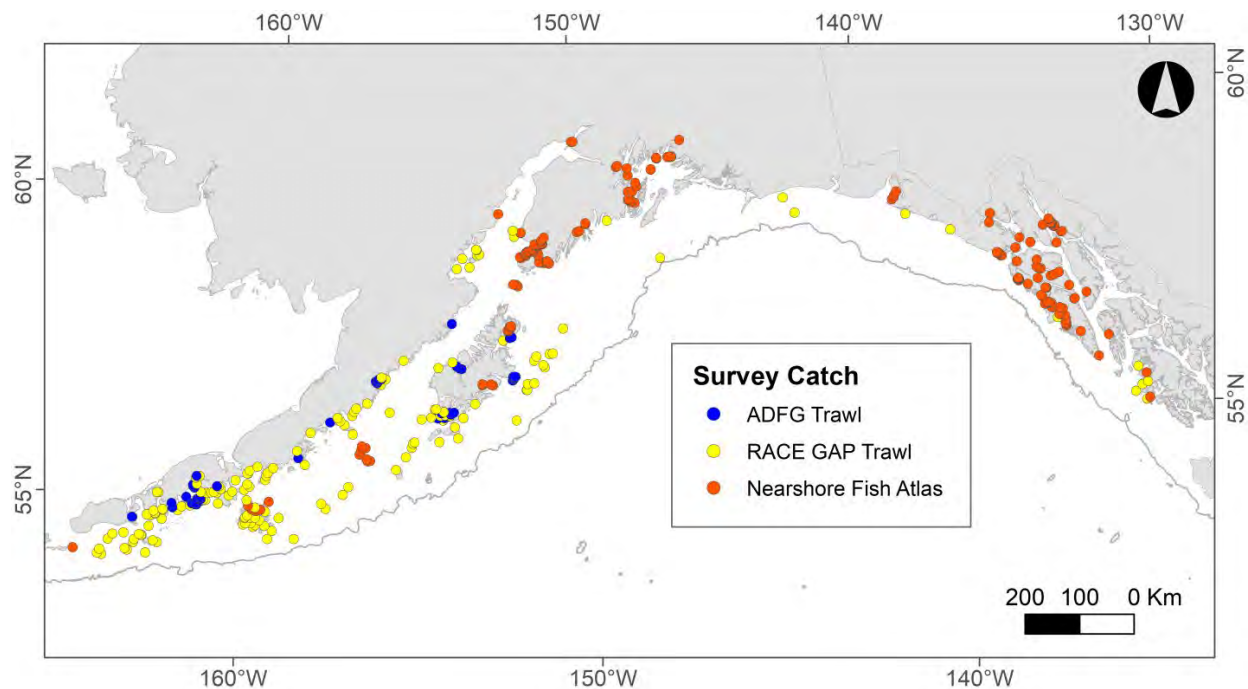 160°W 150°W 140°W 130°W
60°N
60°N
55°N
55°N
Survey Catch
ADFG Trawl
RACE GAP Trawl
Nearshore Fish Atlas
200 100 0 Km
160°W 150°W 140°W